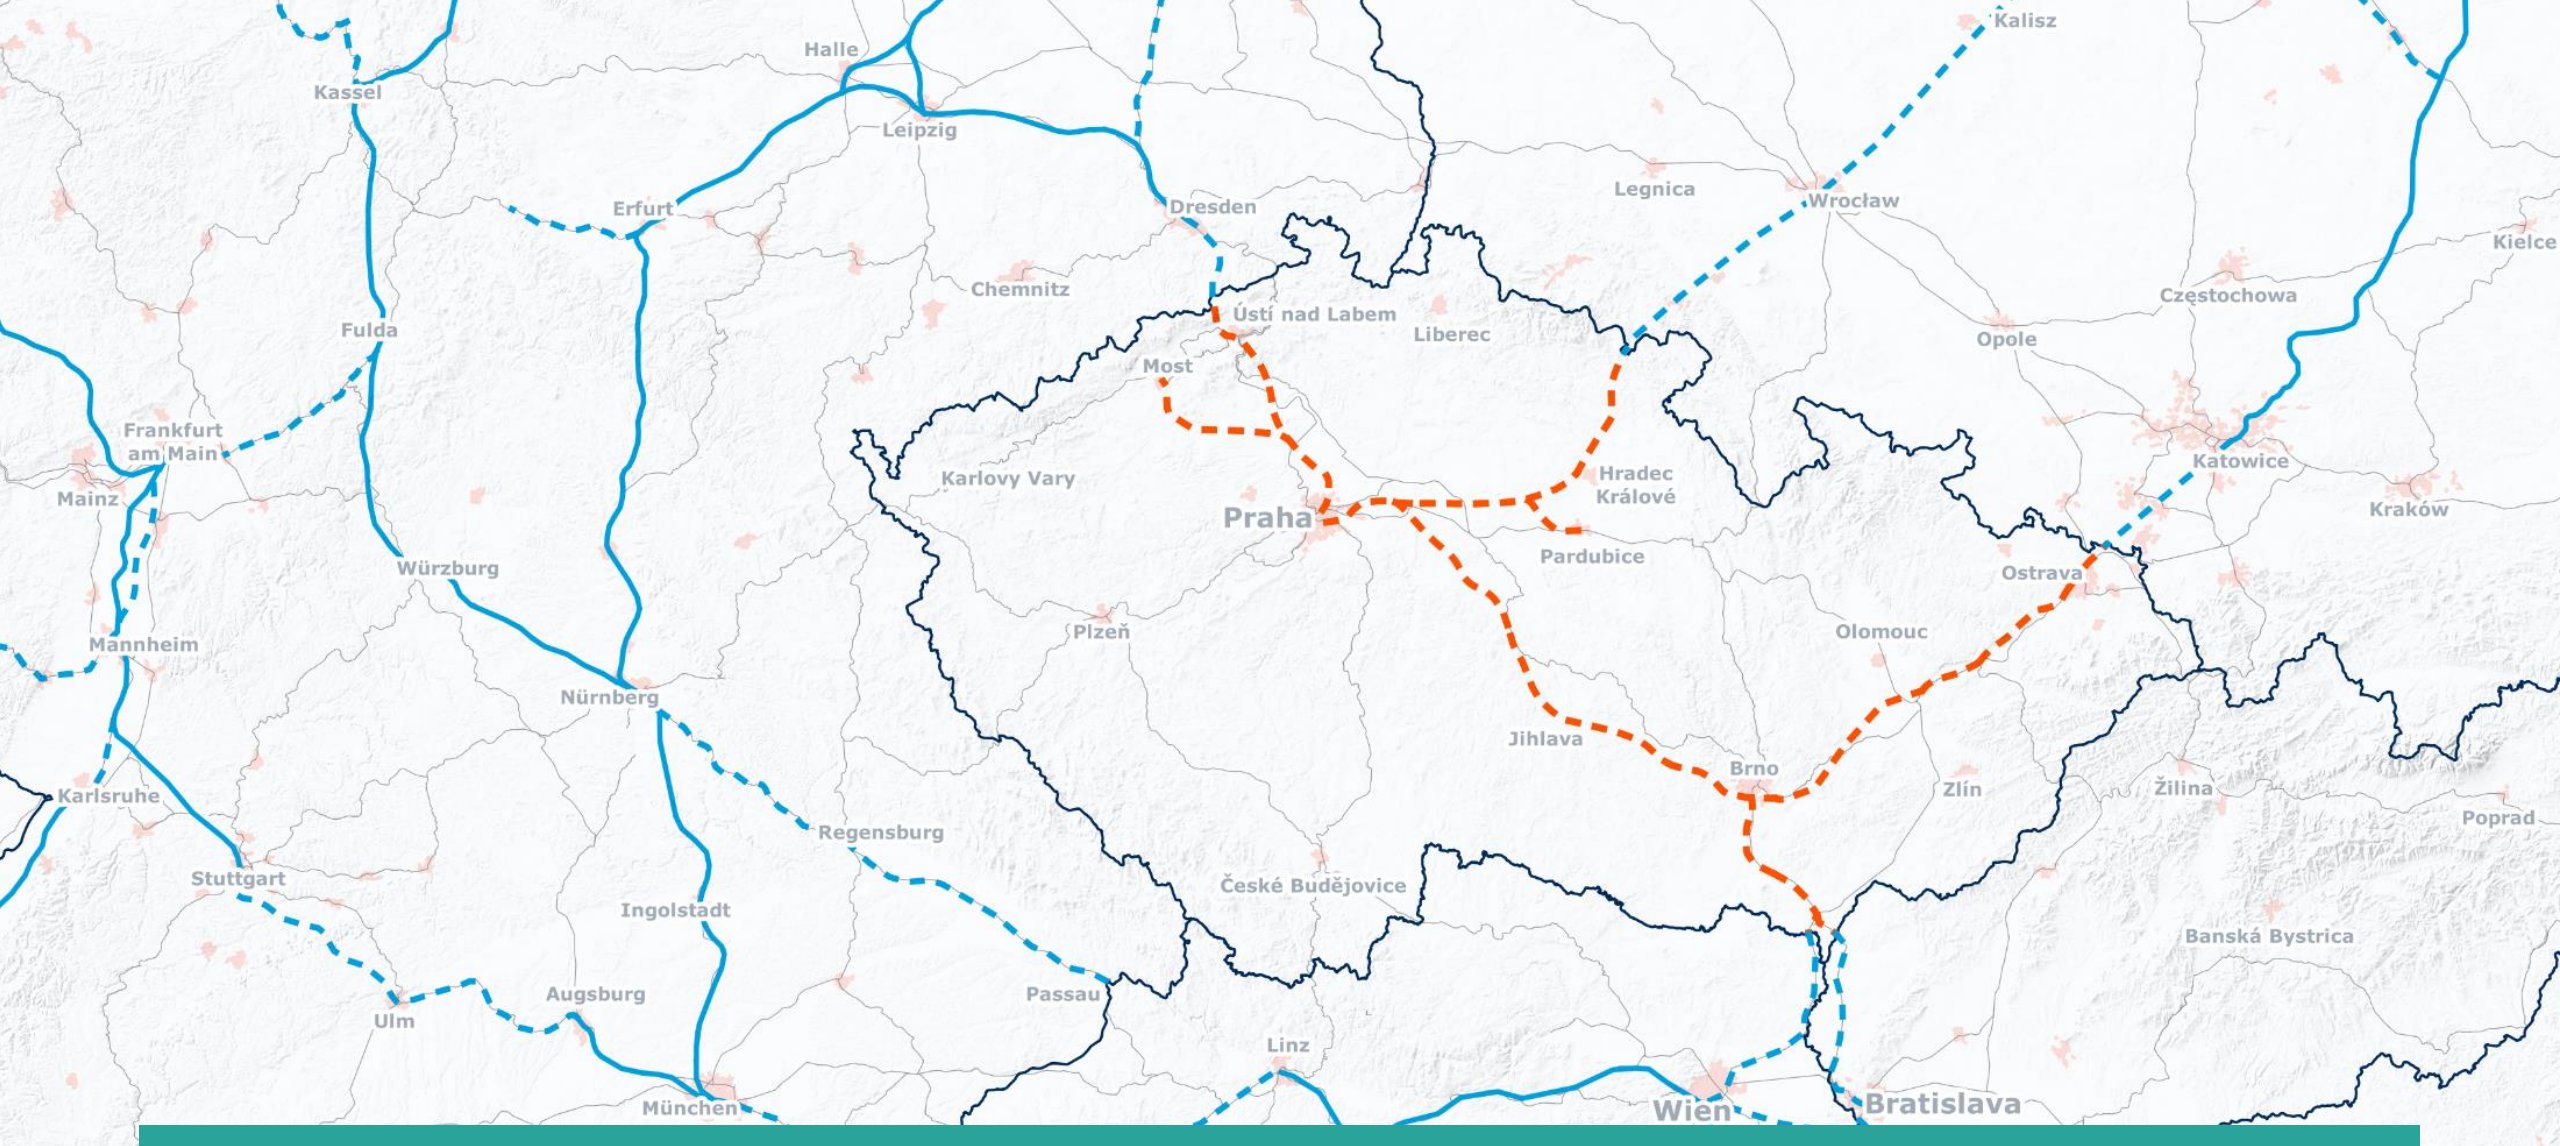 Kalisz
Halle
Kassel
Leipzig
Legnica
Wrocław
Erfurt
Dresden
Kielce
Chemnitz
Częstochowa
Ústí nad Labem
Fulda
Liberec
Opole
Most
Frankfurt
am Main
Katowice
Karlovy Vary
Hradec
Králové
Mainz
Kraków
Praha
Pardubice
Würzburg
Ostrava
Plzeň
Olomouc
Mannheim
Nürnberg
Jihlava
Brno
Zlín
Žilina
Karlsruhe
Poprad
Regensburg
Stuttgart
České Budějovice
Ingolstadt
Banská Bystrica
Augsburg
Passau
Ulm
Linz
München
Wien
Bratislava